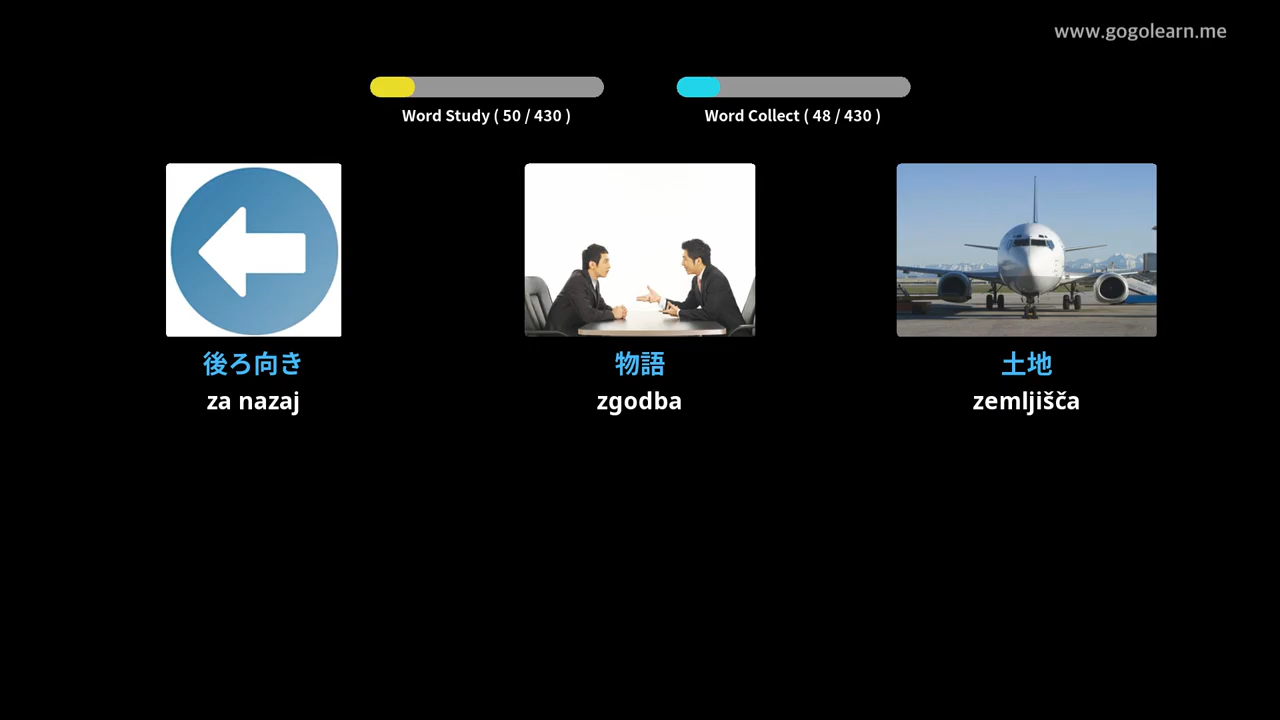 www.gogolearn.me
Word Study ( 50 / 430 )
Word Collect ( 48 / 430 )
後ろ向き
物語
土地
za nazaj
zgodba
zemljišča